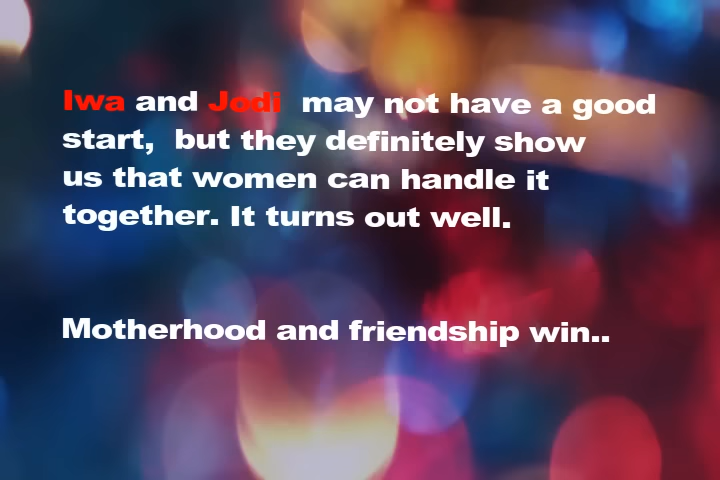 Iwa and Jodi  may not have a good
start,  but they definitely show
us that women can handle it
together. It turns out well.
Motherhood and friendship win..